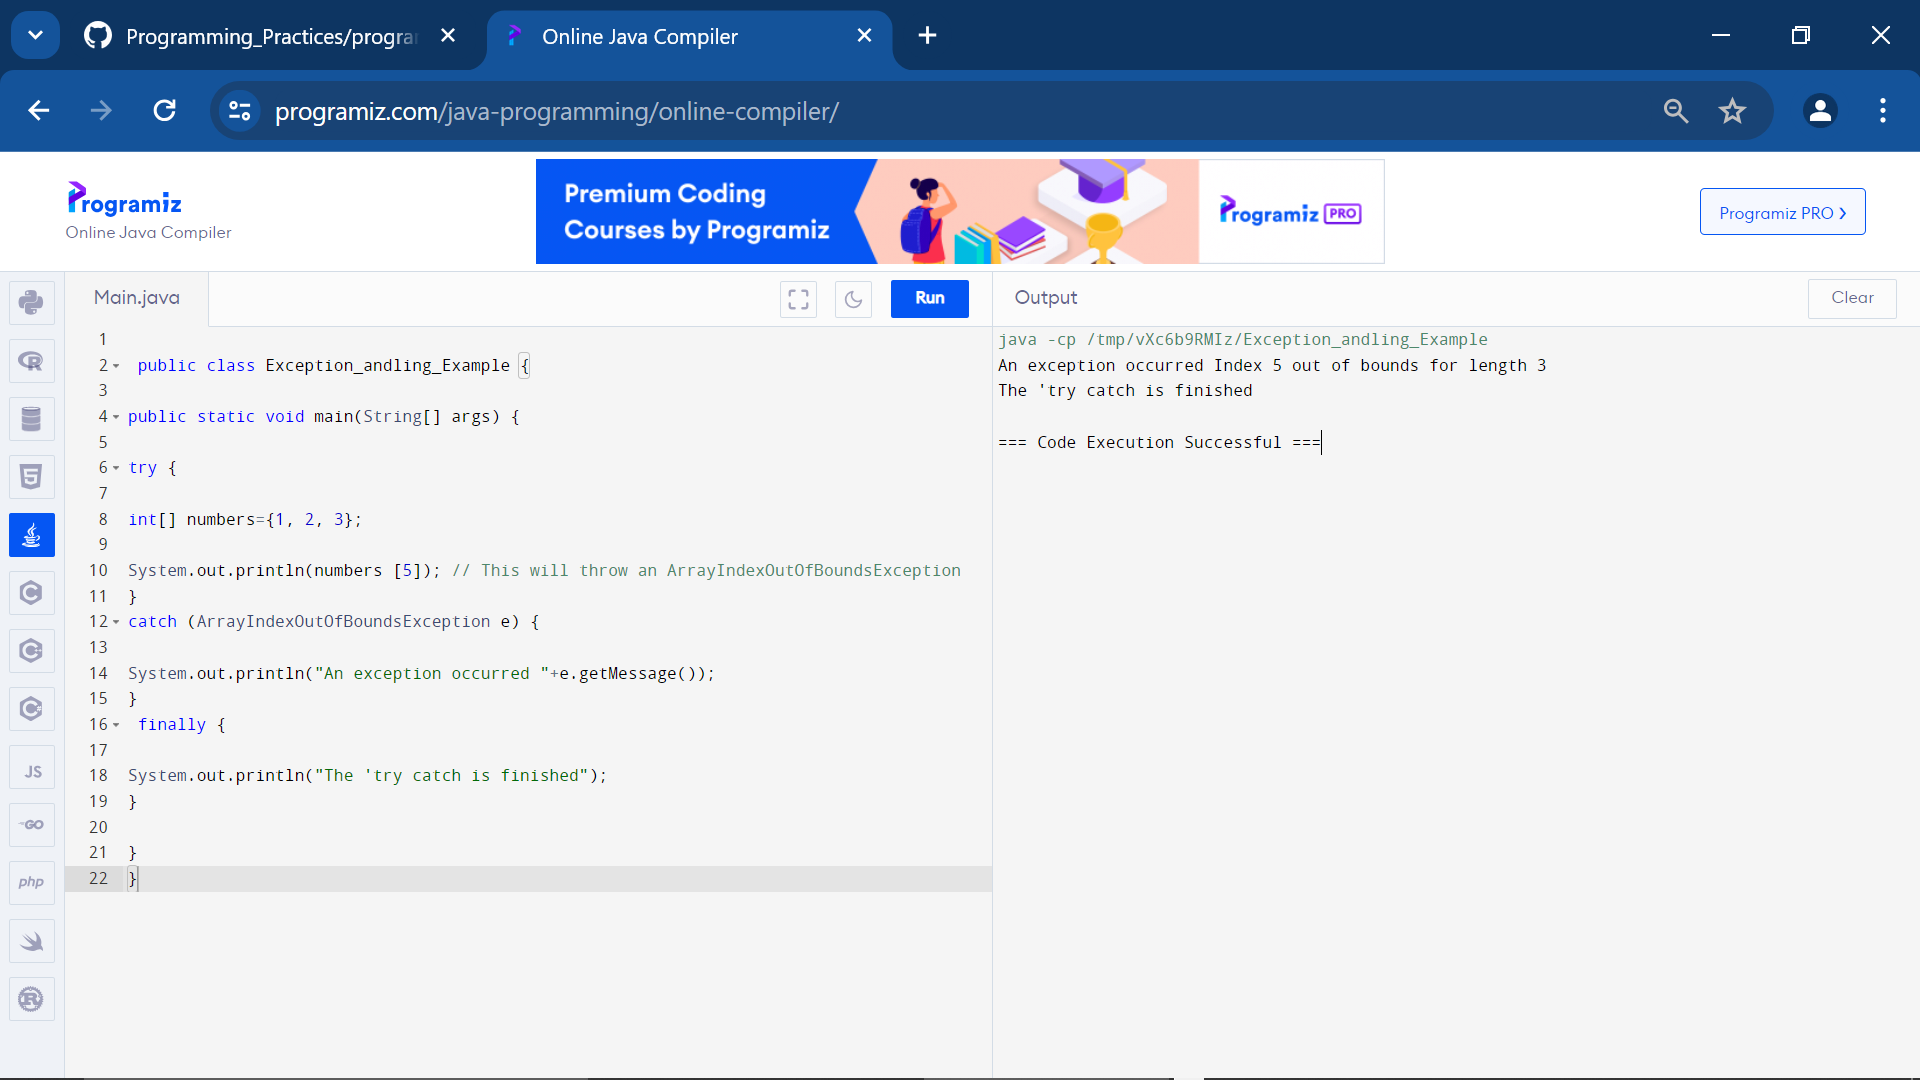 Programming_Practices/progra
Online Java Compiler
programiz.com/java-programming/online-compiler/
Programiz
Online Java Compiler
Premium Coding
Courses by Programiz
Programiz PRO
Programiz PRO ›
Main.java
Run
Output
Clear
1
2 public class Exception_andling_Example {
3
4 public static void main(String[] args) {
5
6 try {
7
8 int[] numbers={1, 2, 3};
9
10 System.out.println(numbers [5]); // This will throw an ArrayIndexOutOfBoundsException
11 }
12 catch (ArrayIndexOutOfBoundsException e) {
13
14 System.out.println("An exception occurred "+e.getMessage());
15 }
16 finally {
17
18 System.out.println("The 'try catch is finished");
19 }
20
21 }
22 }
java -cp /tmp/vXc6b9RMIz/Exception_andling_Example
An exception occurred Index 5 out of bounds for length 3
The 'try catch is finished
=== Code Execution Successful ===
R
5
C
C
C
JS
GO
php
R